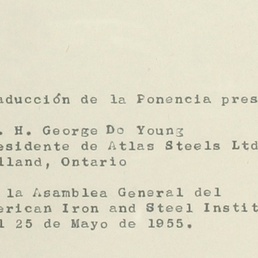 aducción de la Ponencia pres
. H. George De Young
esidente de Atlas Steels Ltd
lland, Ontario
la Asamblea General del
erican Iron and Steel Instit
l 25 de Mayo de 1955.